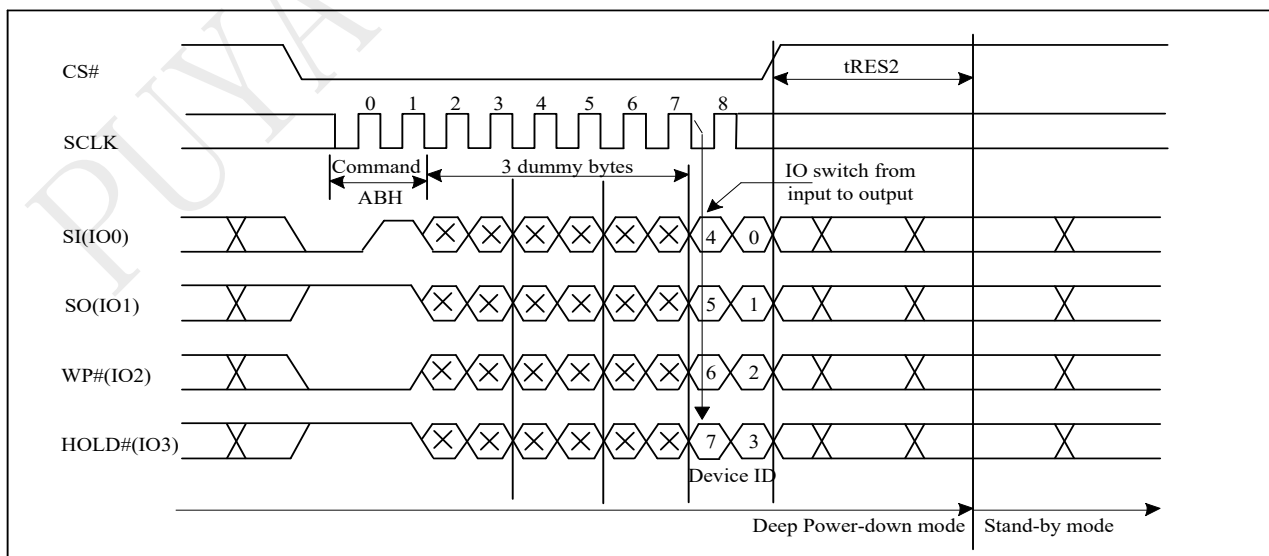 PUYA
CS#
tRES2
0 1 2 3 4 5 6 7 8
SCLK
Command
ABH
3 dummy bytes
IO switch from
input to output
SI(IO0)
4 0
SO(IO1)
5 1
WP#(IO2)
6 2
HOLD#(IO3)
7 3
Device ID
Deep Power-down mode
Stand-by mode